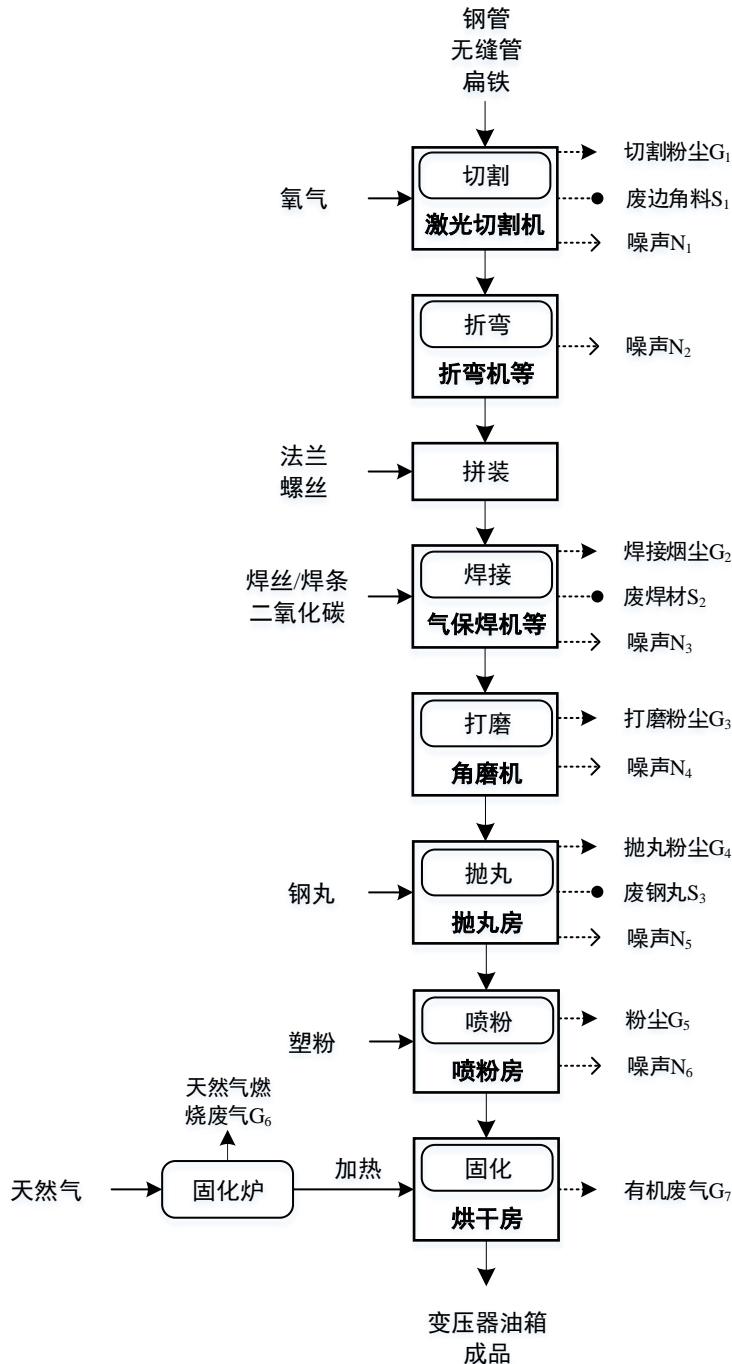 钢管
无缝管
扁铁
切割
激光切割机
氧气
切割粉尘G₁
废边角料S₁
噪声N₁
折弯
折弯机等
噪声N₂
法兰
螺丝
拼装
焊丝/焊条
二氧化碳
焊接
气保焊机等
焊接烟尘G₂
废焊材S₂
噪声N₃
打磨
角磨机
打磨粉尘G₃
噪声N₄
钢丸
抛丸
抛丸房
抛丸粉尘G₄
废钢丸S₃
噪声N₅
塑粉
喷粉
喷粉房
粉尘G₅
噪声N₆
天然气燃
烧废气G₆
天然气
固化炉
加热
固化
烘干房
有机废气G₇
变压器油箱
成品